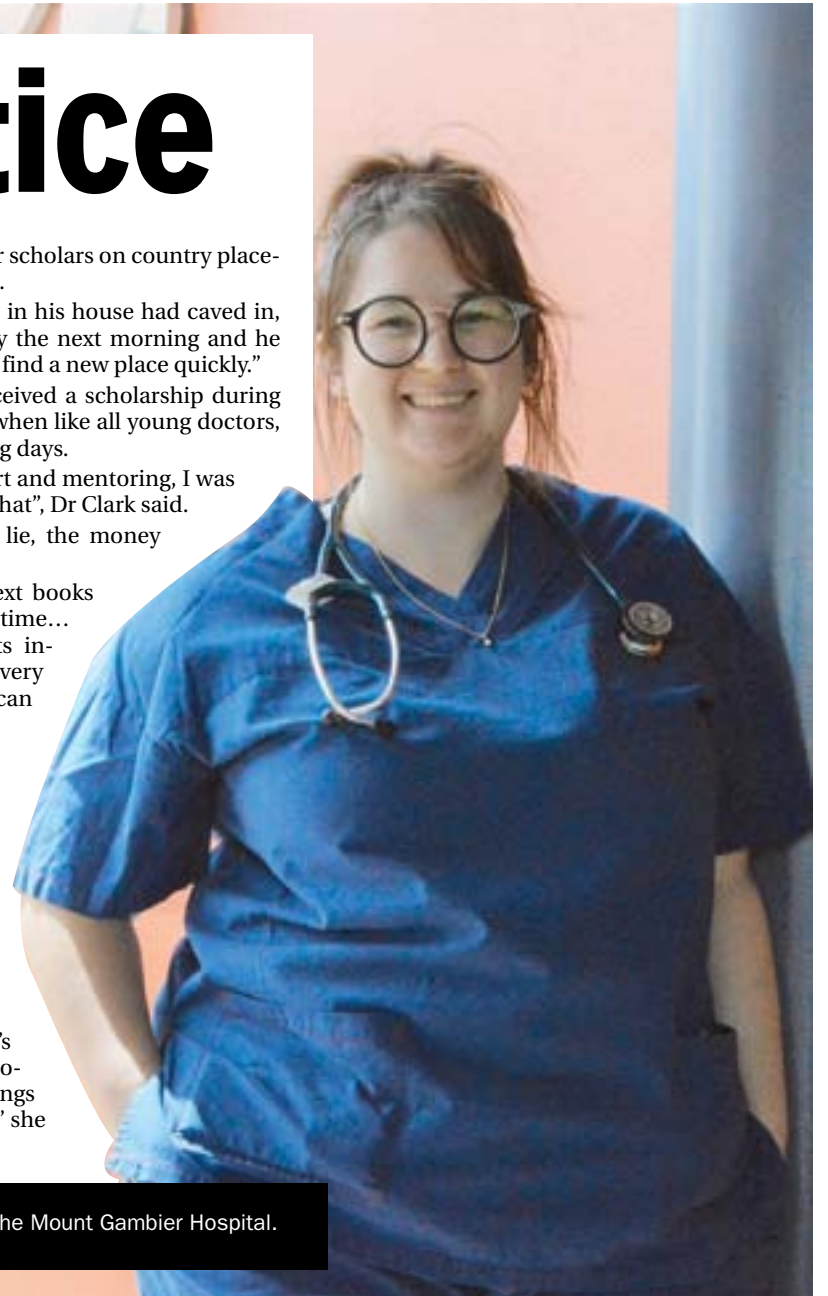 tice
r scholars on country place-
.
in his house had caved in,
y the next morning and he
find a new place quickly.”
ceived a scholarship during
when like all young doctors,
g days.
rt and mentoring, I was
hat”, Dr Clark said.
lie, the money
ext books
time…
ts in-
very
can
’s
o-
ngs
” she
he Mount Gambier Hospital.